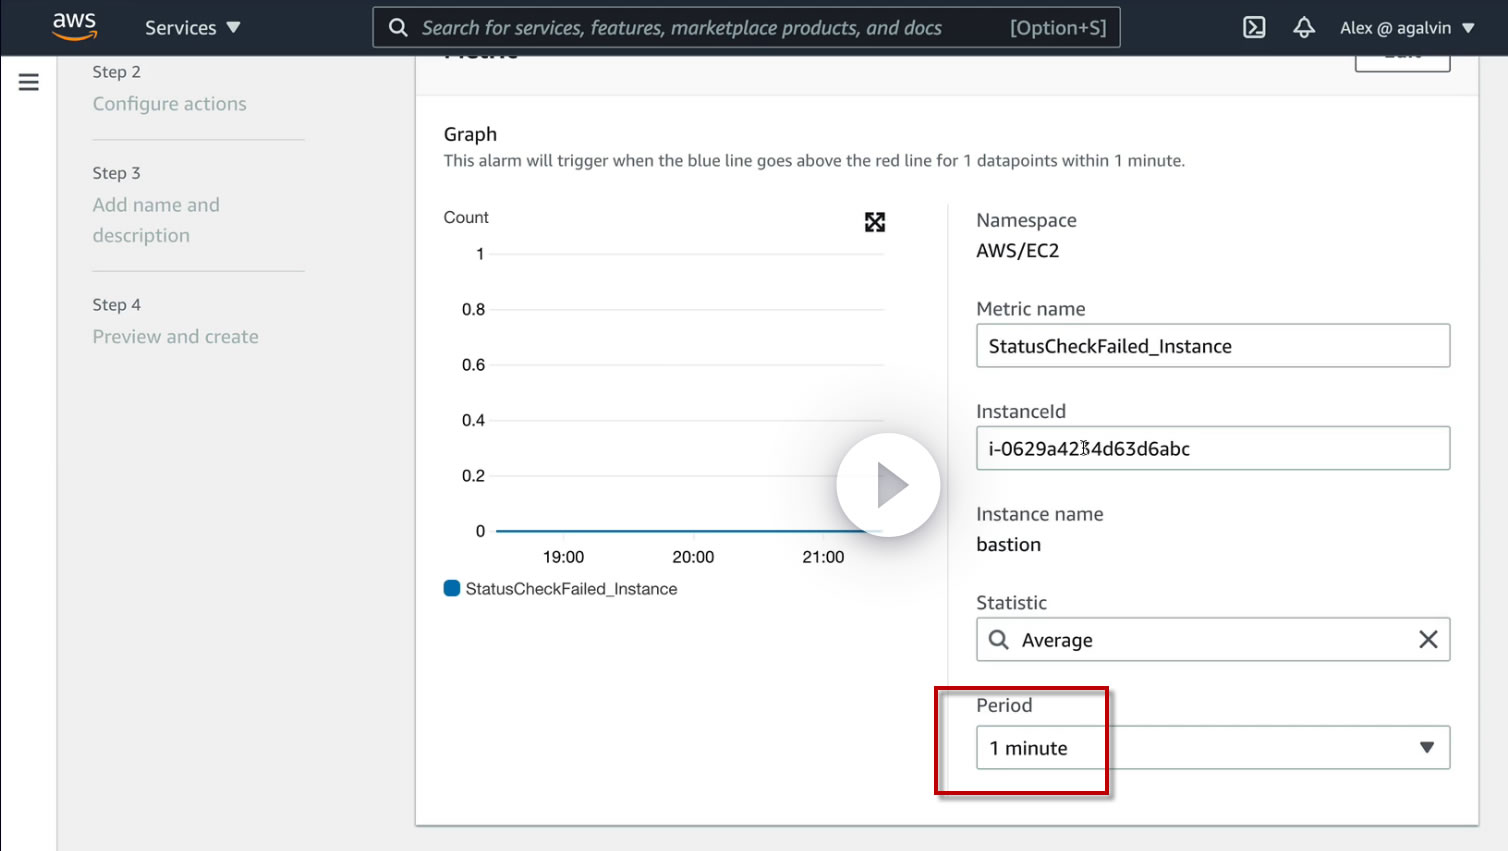 aws
Services
Search for services, features, marketplace products, and docs
[Option+S]
Alex @ agalvin
Step 2
Configure actions
Step 3
Add name and
description
Step 4
Preview and create
Metric
Edit
Graph
This alarm will trigger when the blue line goes above the red line for 1 datapoints within 1 minute.
Count
1
0.8
0.6
0.4
0.2
0
19:00
20:00
21:00
StatusCheckFailed_Instance
Namespace
AWS/EC2
Metric name
StatusCheckFailed_Instance
InstanceId
i-0629a4234d63d6abc
Instance name
bastion
Statistic
Average
Period
1 minute